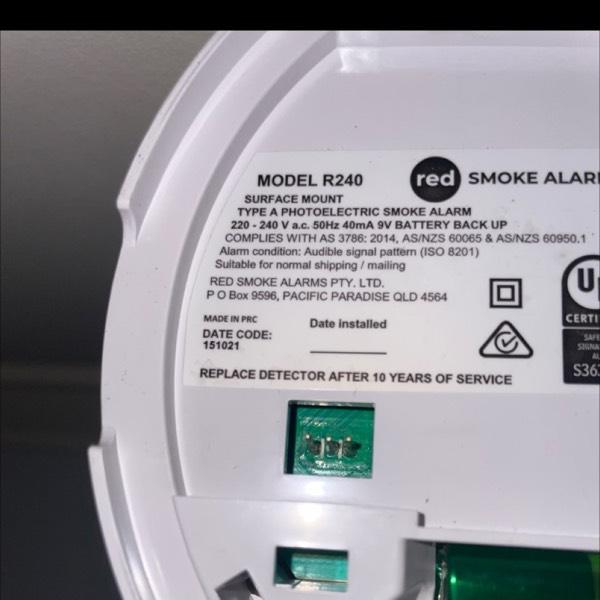 MODEL R240
red SMOKE ALARM
SURFACE MOUNT
TYPE A PHOTOELECTRIC SMOKE ALARM
220 - 240 V a.c. 50Hz 40mA 9V BATTERY BACK UP
COMPLIES WITH AS 3786: 2014, AS/NZS 60065 & AS/NZS 60950.1
Alarm condition: Audible signal pattern (ISO 8201)
Suitable for normal shipping / mailing
RED SMOKE ALARMS PTY. LTD.
P O Box 9596, PACIFIC PARADISE QLD 4564
MADE IN PRC
DATE CODE:
151021
Date installed
REPLACE DETECTOR AFTER 10 YEARS OF SERVICE